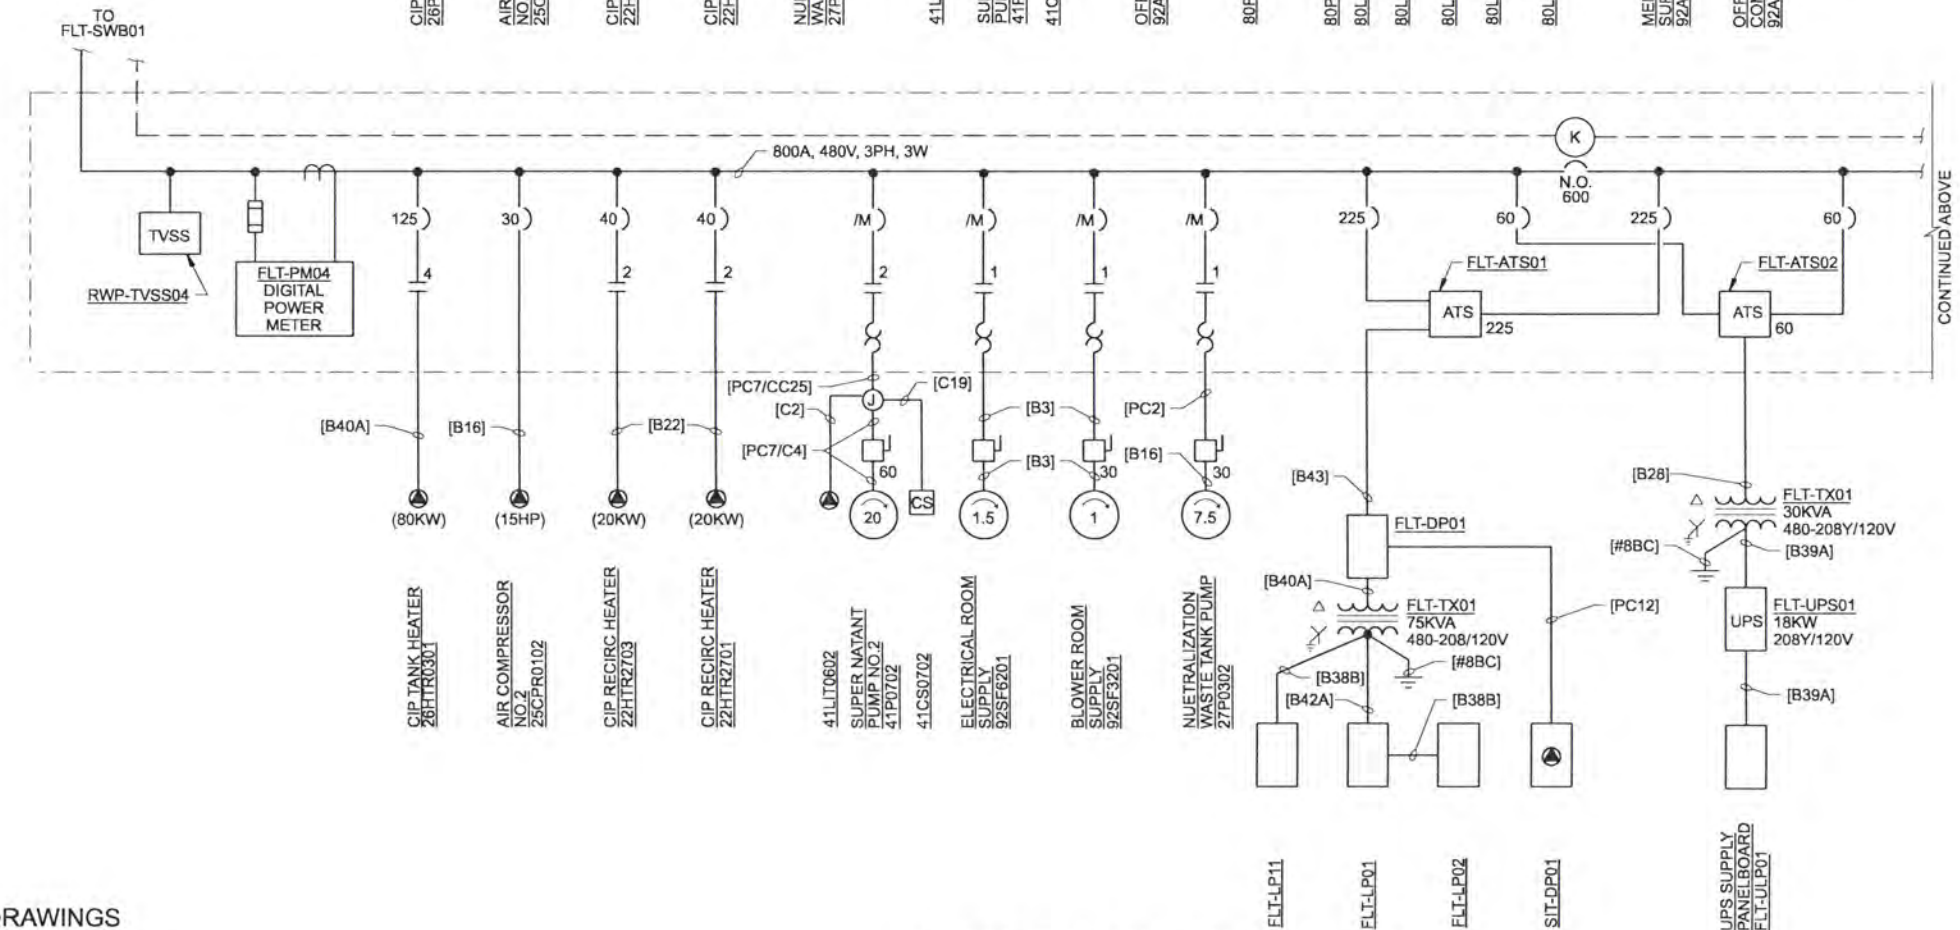 TO
FLT-SWB01
CONTINUED ABOVE
K
800A, 480V, 3PH, 3W
N.O.
600
TVSS
RWP-TVSS04
FLT-PM04
DIGITAL
POWER
METER
125
30
40
40
/M
/M
/M
/M
225
60
225
60
4
2
2
2
1
1
1
FLT-ATS01
ATS
225
FLT-ATS02
ATS
60
[PC7/CC25]
[C2]
J
[C19]
[PC7/C4]
[B40A]
[B16]
[B22]
[B3]
[B3]
[PC2]
[B16]
60
30
30
(80KW)
(15HP)
(20KW)
(20KW)
20
CS
1.5
1
7.5
[B43]
FLT-DP01
[B40A]
FLT-TX01
75KVA
480-208/120V
[#8BC]
[B38B]
[B42A]
[B38B]
[PC12]
[B28]
FLT-TX01
30KVA
480-208Y/120V
[#8BC]
[B39A]
UPS
FLT-UPS01
18KW
208Y/120V
[B39A]
CIP TANK HEATER
26HTR0301
AIR COMPRESSOR
NO.2
25CPR0102
CIP RECIRC HEATER
22HTR2703
CIP RECIRC HEATER
22HTR2701
41LIT0602
SUPER NATANT
PUMP NO.2
41P0702
41CS0702
ELECTRICAL ROOM
SUPPLY
92SF6201
BLOWER ROOM
SUPPLY
92SF3201
NUETRALIZATION
WASTE TANK PUMP
27P0302
FLT-LP11
FLT-LP01
FLT-LP02
SIT-DP01
UPS SUPPLY
PANELBOARD
FLT-ULP01
RAWINGS